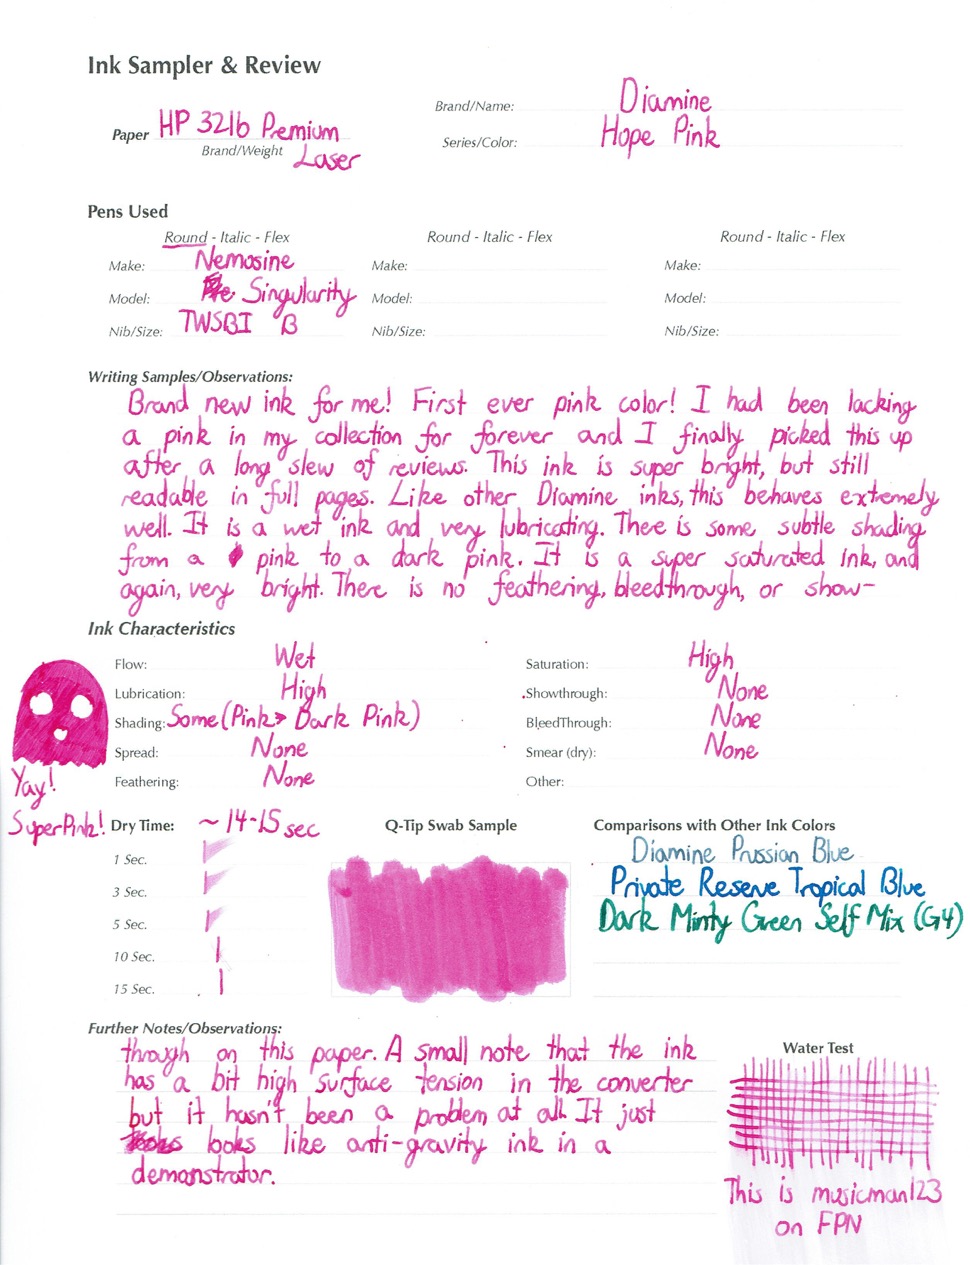 Ink Sampler & Review
Brand/Name: Diamine
Paper HP 32lb Premium
Brand/Weight Laser
Series/Color: Hope Pink
Pens Used
Round - Italic - Flex Round - Italic - Flex Round - Italic - Flex
Make: Nemosine Make: Make:
Model: Singularity Model: Model:
Nib/Size: TWSBI B Nib/Size: Nib/Size:
Writing Samples/Observations:
Brand new ink for me! First ever pink color! I had been lacking
a pink in my collection for forever and I finally picked this up
after a long slew of reviews. This ink is super bright, but still
readable in full pages. Like other Diamine inks, this behaves extremely
well. It is a wet ink and very lubricating. There is some subtle shading
from a pink to a dark pink. It is a super saturated ink, and
again, very bright. There is no feathering, bleedthrough, or show-
Ink Characteristics
Flow: Wet Saturation: High
Lubrication: High Showthrough: None
Shading: Some (Pink > Dark Pink) BleedThrough: None
Spread: None Smear (dry): None
Feathering: None Other:
Yay!
Super Pink!
Dry Time: ~14-15 sec
1 Sec.
3 Sec.
5 Sec.
10 Sec.
15 Sec.
Q-Tip Swab Sample
Comparisons with Other Ink Colors
Diamine Prussian Blue
Private Reserve Tropical Blue
Dark Minty Green Self Mix (G4)
Further Notes/Observations:
through on this paper. A small note that the ink
has a bit high surface tension in the converter
but it hasn't been a problem at all. It just
looks like anti-gravity ink in a
demonstrator.
Water Test
This is musicman123
on FPN